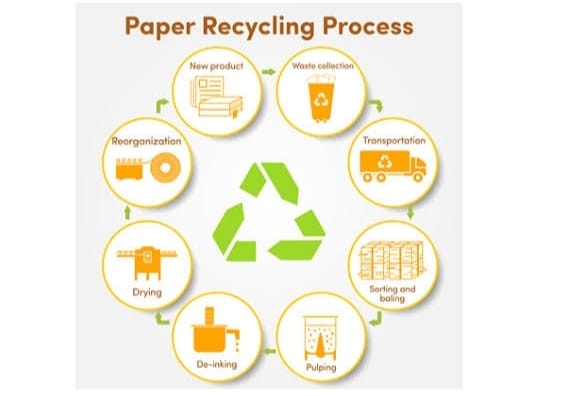 Paper Recycling Process
New product
Waste collection
Transportation
Sorting and
baling
Pulping
De-inking
Drying
Reorganization